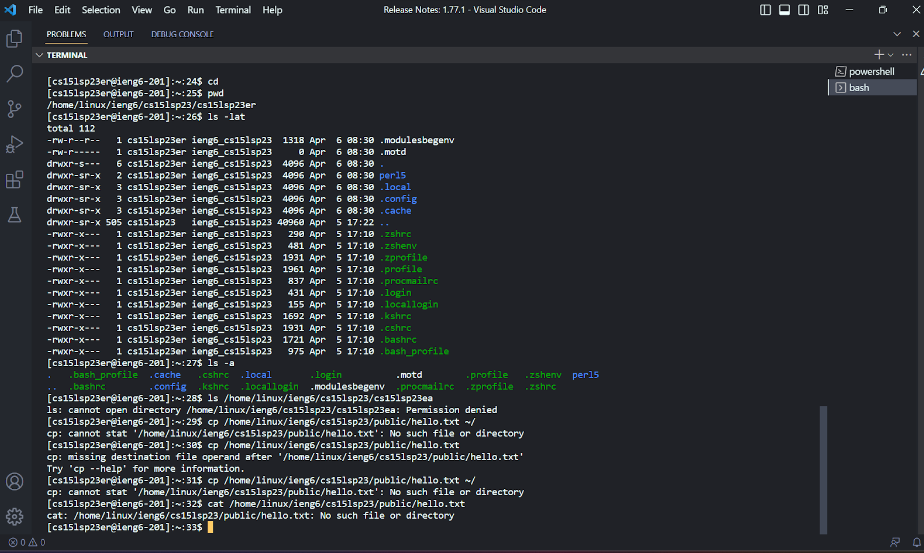 File Edit Selection View Go Run Terminal Help Release Notes: 1.77.1 - Visual Studio Code
PROBLEMS OUTPUT DEBUG CONSOLE
TERMINAL
powershell
bash
[cs15lsp23er@ieng6-201]:~:24$ cd
[cs15lsp23er@ieng6-201]:~:25$ pwd
/home/linux/ieng6/cs15lsp23/cs15lsp23er
[cs15lsp23er@ieng6-201]:~:26$ ls -lat
total 112
-rw-r--r-- 1 cs15lsp23er ieng6_cs15lsp23 1318 Apr 6 08:30 .modulesbegenv
-rw-r----- 1 cs15lsp23er ieng6_cs15lsp23 0 Apr 6 08:30 .motd
drwxr-s--- 6 cs15lsp23er ieng6_cs15lsp23 4096 Apr 6 08:30 .
drwxr-sr-x 2 cs15lsp23er ieng6_cs15lsp23 4096 Apr 6 08:30 perl5
drwxr-sr-x 3 cs15lsp23er ieng6_cs15lsp23 4096 Apr 6 08:30 .local
drwxr-sr-x 3 cs15lsp23er ieng6_cs15lsp23 4096 Apr 6 08:30 .config
drwxr-sr-x 3 cs15lsp23er ieng6_cs15lsp23 4096 Apr 6 08:30 .cache
drwxr-sr-x 505 cs15lsp23 ieng6_cs15lsp23 40960 Apr 5 17:22 ..
-rwxr-x--- 1 cs15lsp23er ieng6_cs15lsp23 290 Apr 5 17:10 .zshrc
-rwxr-x--- 1 cs15lsp23er ieng6_cs15lsp23 481 Apr 5 17:10 .zshenv
-rwxr-x--- 1 cs15lsp23er ieng6_cs15lsp23 1931 Apr 5 17:10 .zprofile
-rwxr-x--- 1 cs15lsp23er ieng6_cs15lsp23 1961 Apr 5 17:10 .profile
-rwxr-x--- 1 cs15lsp23er ieng6_cs15lsp23 837 Apr 5 17:10 .procmailrc
-rwxr-x--- 1 cs15lsp23er ieng6_cs15lsp23 431 Apr 5 17:10 .login
-rwxr-x--- 1 cs15lsp23er ieng6_cs15lsp23 155 Apr 5 17:10 .locallogin
-rwxr-x--- 1 cs15lsp23er ieng6_cs15lsp23 1692 Apr 5 17:10 .kshrc
-rwxr-x--- 1 cs15lsp23er ieng6_cs15lsp23 1931 Apr 5 17:10 .cshrc
-rwxr-x--- 1 cs15lsp23er ieng6_cs15lsp23 1721 Apr 5 17:10 .bashrc
-rwxr-x--- 1 cs15lsp23er ieng6_cs15lsp23 975 Apr 5 17:10 .bash_profile
[cs15lsp23er@ieng6-201]:~:27$ ls -a
. .bash_profile .cache .cshrc .local .login .motd .profile .zshenv perl5
.. .bashrc .config .kshrc .locallogin .modulesbegenv .procmailrc .zprofile .zshrc
[cs15lsp23er@ieng6-201]:~:28$ ls /home/linux/ieng6/cs15lsp23/cs15lsp23ea
ls: cannot open directory /home/linux/ieng6/cs15lsp23/cs15lsp23ea: Permission denied
[cs15lsp23er@ieng6-201]:~:29$ cp /home/linux/ieng6/cs15lsp23/public/hello.txt ~/
cp: cannot stat '/home/linux/ieng6/cs15lsp23/public/hello.txt': No such file or directory
[cs15lsp23er@ieng6-201]:~:30$ cp /home/linux/ieng6/cs15lsp23/public/hello.txt
cp: missing destination file operand after '/home/linux/ieng6/cs15lsp23/public/hello.txt'
Try 'cp --help' for more information.
[cs15lsp23er@ieng6-201]:~:31$ cp /home/linux/ieng6/cs15lsp23/public/hello.txt ~/
cp: cannot stat '/home/linux/ieng6/cs15lsp23/public/hello.txt': No such file or directory
[cs15lsp23er@ieng6-201]:~:32$ cat /home/linux/ieng6/cs15lsp23/public/hello.txt
cat: /home/linux/ieng6/cs15lsp23/public/hello.txt: No such file or directory
[cs15lsp23er@ieng6-201]:~:33$
0 0